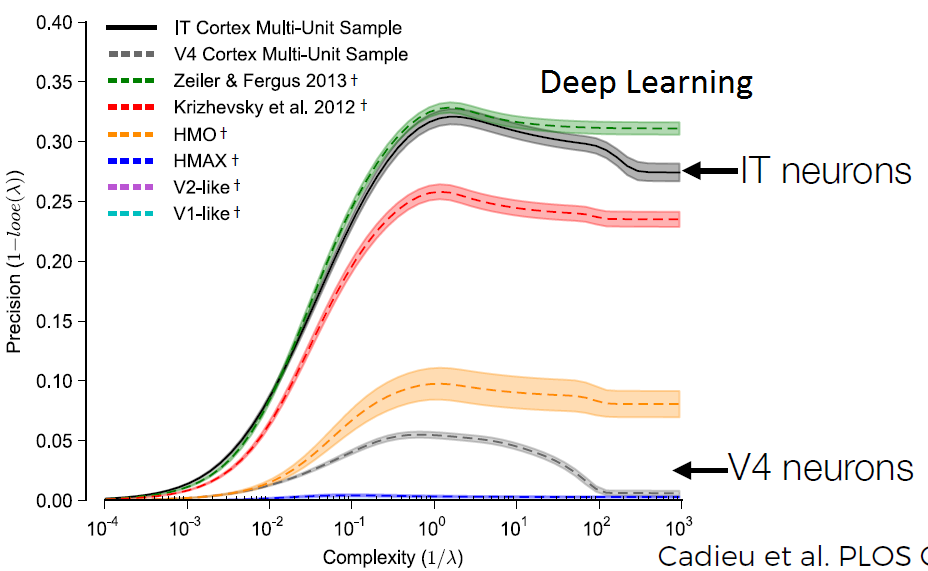 0.40
0.35
0.30
0.25
0.20
0.15
0.10
0.05
0.00
Precision (1−looe(λ))
IT Cortex Multi-Unit Sample
V4 Cortex Multi-Unit Sample
Zeiler & Fergus 2013 †
Krizhevsky et al. 2012 †
HMO †
HMAX †
V2-like †
V1-like †
Deep Learning
IT neurons
V4 neurons
10⁻⁴ 10⁻³ 10⁻² 10⁻¹ 10⁰ 10¹ 10² 10³
Complexity (1/λ)
Cadieu et al. PLOS